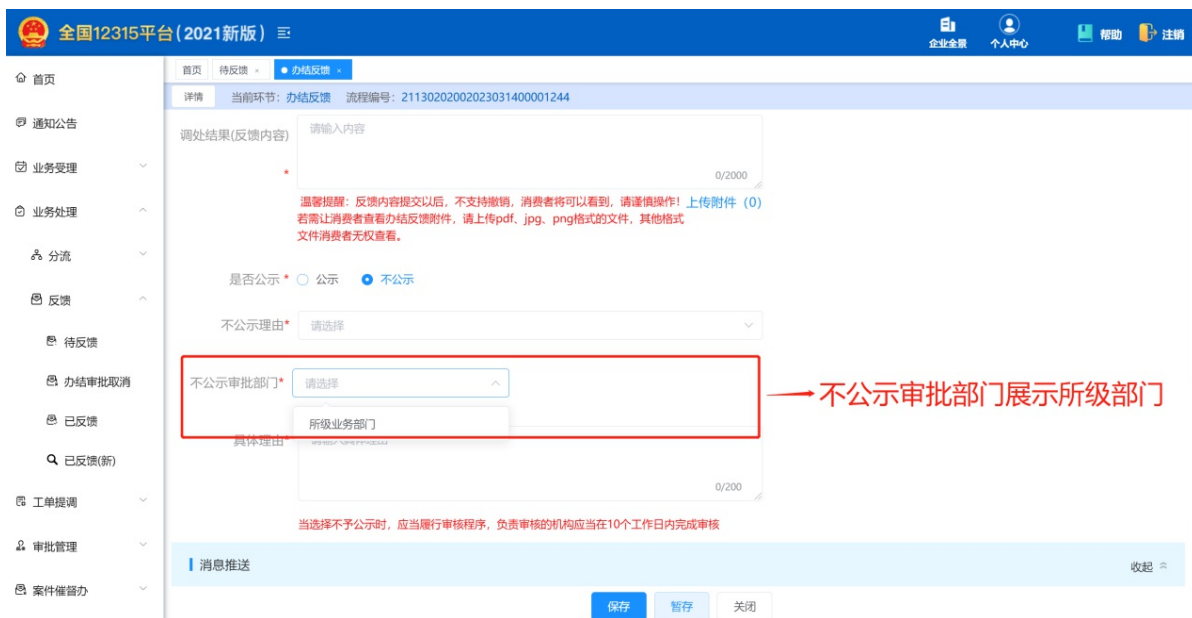 全国12315平台(2021新版)
企业全景
个人中心
帮助
注销
首页
通知公告
业务受理
业务处理
分流
反馈
待反馈
办结审批取消
已反馈
已反馈(新)
工单提调
审批管理
案件催督办
首页 待反馈 × 办结反馈 ×
详情 当前环节：办结反馈 流程编号：21130202002023031400001244
调处结果(反馈内容)
*
请输入内容
0/2000
温馨提醒：反馈内容提交以后，不支持撤销，消费者将可以看到，请谨慎操作！ 上传附件（0）
若需让消费者查看办结反馈附件，请上传pdf、jpg、png格式的文件，其他格式
文件消费者无权查看。
是否公示 * 公示 不公示
不公示理由* 请选择
不公示审批部门* 请选择
所级业务部门
不公示审批部门展示所级部门
具体理由* 请输入具体理由
0/200
当选择不予公示时，应当履行审核程序，负责审核的机构应当在10个工作日内完成审核
消息推送
收起
保存 暂存 关闭